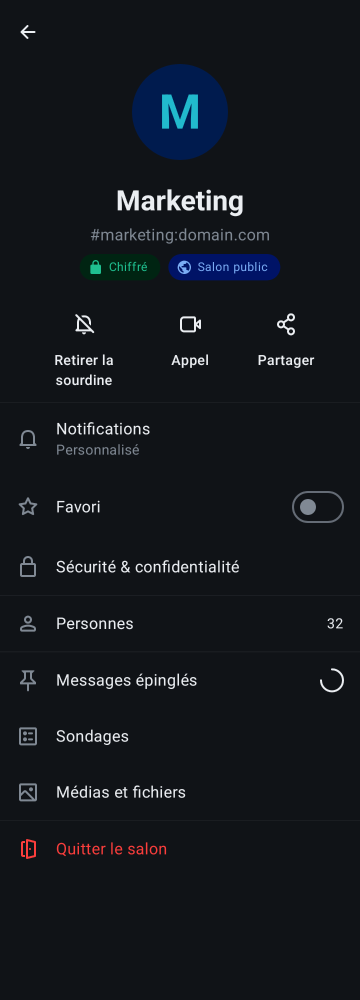 M
Marketing
#marketing:domain.com
Chiffré
Salon public
Retirer la
sourdine
Appel
Partager
Notifications
Personnalisé
Favori
Sécurité & confidentialité
Personnes
32
Messages épinglés
Sondages
Médias et fichiers
Quitter le salon